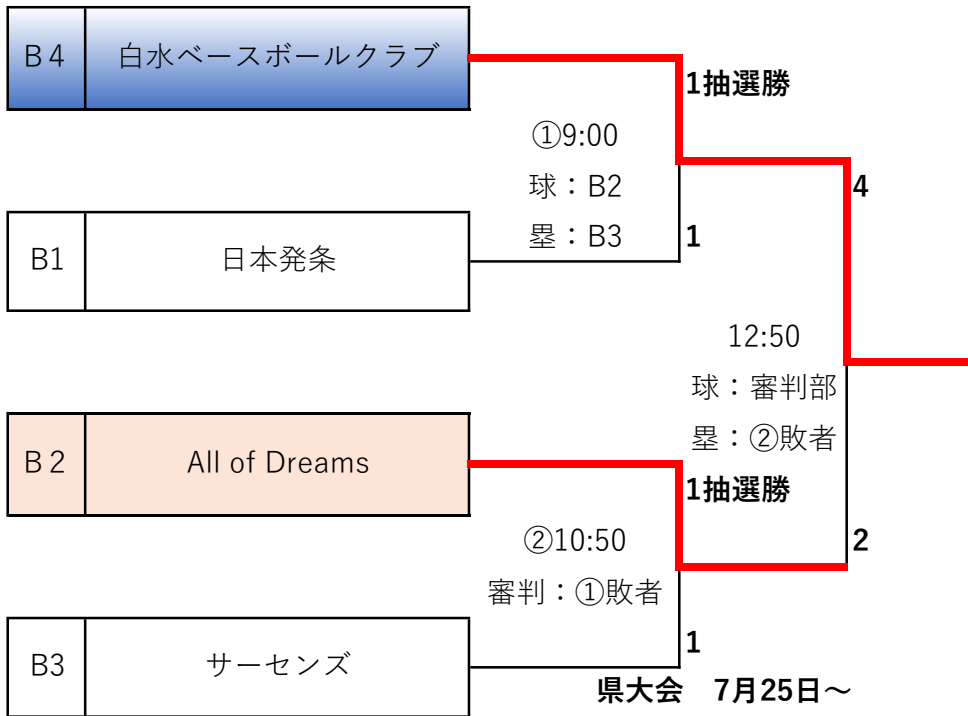 B４ 白水ベースボールクラブ
1抽選勝
①9:00
球：B2
塁：B3
4
B1 日本発条
1
12:50
球：審判部
塁：②敗者
B２ All of Dreams
1抽選勝
②10:50
審判：①敗者
2
B3 サーセンズ
1
県大会　7月25日～